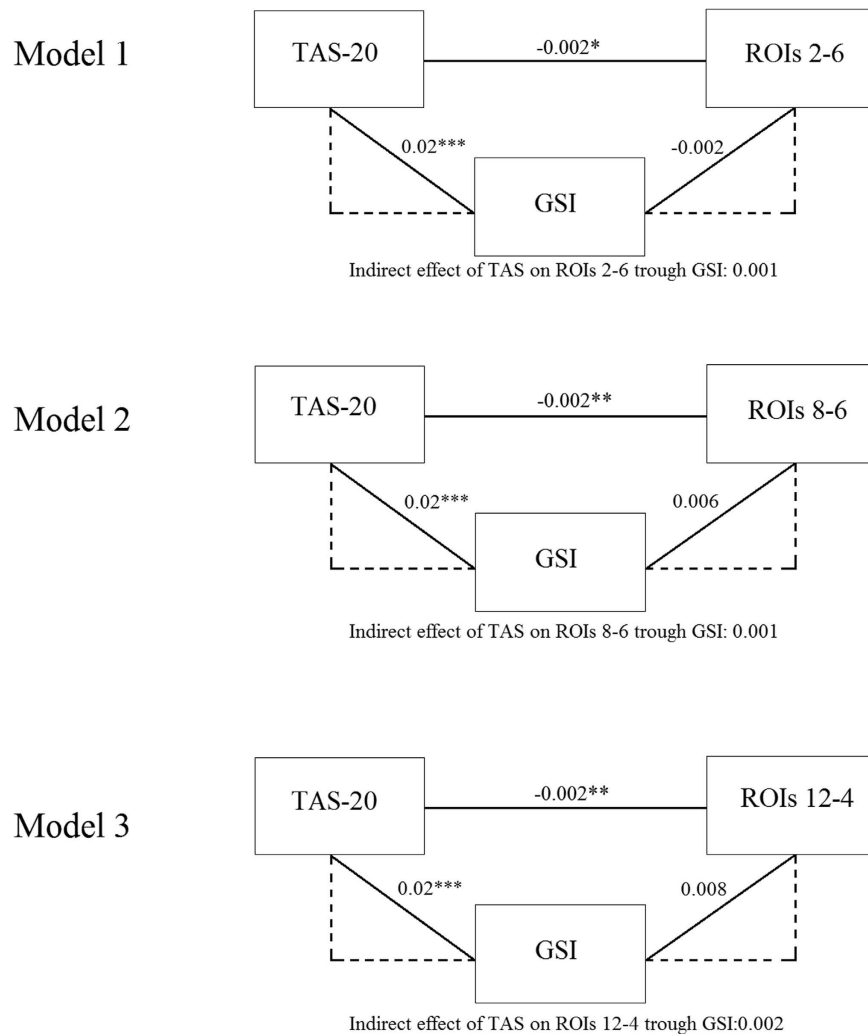 Model 1
TAS-20
-0.002*
ROIs 2-6
0.02***
-0.002
GSI
Indirect effect of TAS on ROIs 2-6 trough GSI: 0.001
Model 2
TAS-20
-0.002**
ROIs 8-6
0.02***
0.006
GSI
Indirect effect of TAS on ROIs 8-6 trough GSI: 0.001
Model 3
TAS-20
-0.002**
ROIs 12-4
0.02***
0.008
GSI
Indirect effect of TAS on ROIs 12-4 trough GSI:0.002